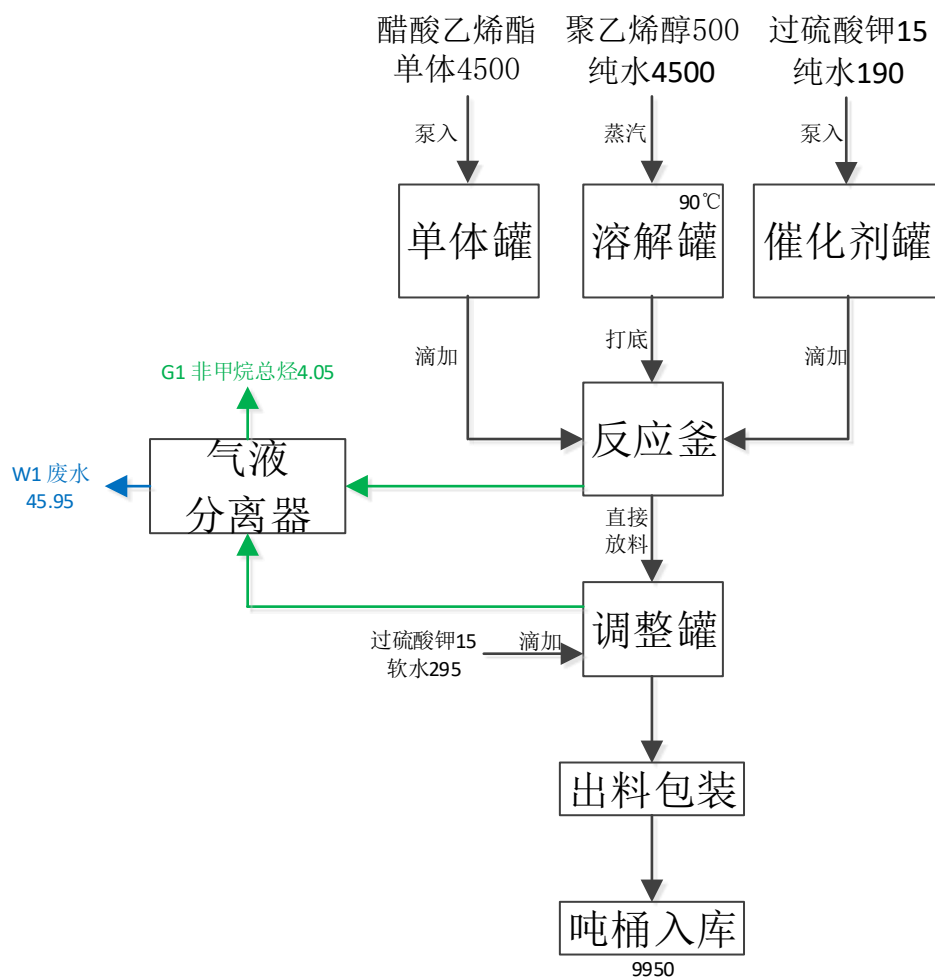 醋酸乙烯酯
单体4500
聚乙烯醇500
纯水4500
过硫酸钾15
纯水190
泵入
蒸汽
泵入
单体罐
90℃
溶解罐
催化剂罐
滴加
打底
滴加
G1 非甲烷总烃4.05
反应釜
气液
分离器
W1 废水
45.95
直接
放料
调整罐
过硫酸钾15
软水295
滴加
出料包装
吨桶入库
9950